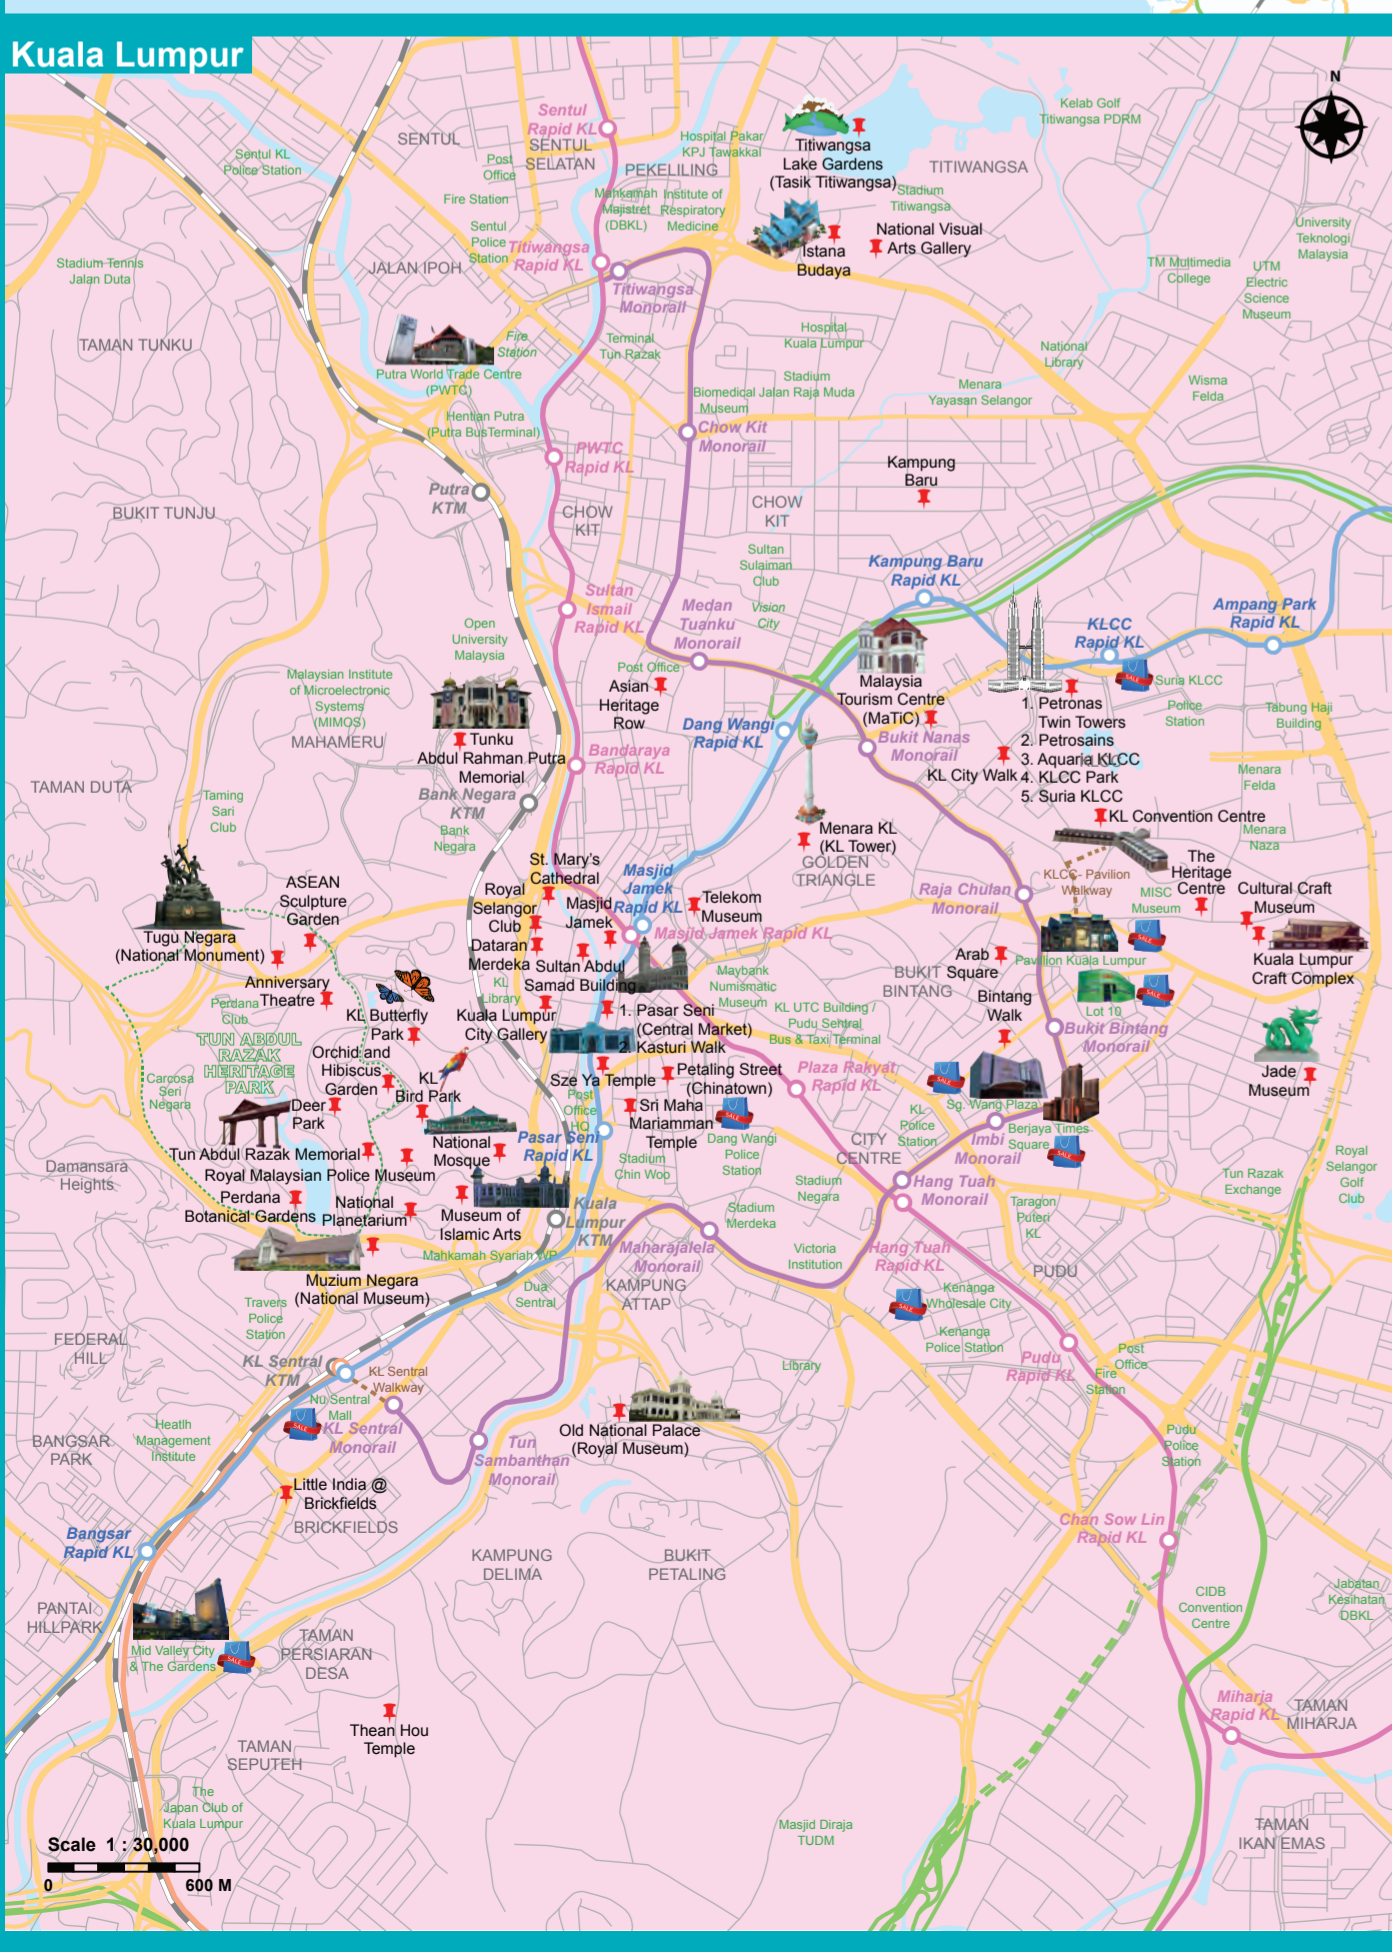 Kuala Lumpur
N
Sentul
Rapid KL
SENTUL
SENTUL
SELATAN
Sentul KL
Police Station
Post
Office
Fire Station
Hospital Pakar
KPJ Tawakkal
PEKELILING
Mahkamah
Majistret
(DBKL)
Institute of
Respiratory
Medicine
Titiwangsa
Lake Gardens
(Tasik Titiwangsa)
Kelab Golf
Titiwangsa PDRM
TITIWANGSA
Stadium
Titiwangsa
National Visual
Arts Gallery
Istana
Budaya
University
Teknologi
Malaysia
TM Multimedia
College
UTM
Electric
Science
Museum
Sentul
Police
Station
Titiwangsa
Rapid KL
Titiwangsa
Monorail
Stadium Tennis
Jalan Duta
JALAN IPOH
TAMAN TUNKU
Fire
Station
Putra World Trade Centre
(PWTC)
Terminal
Tun Razak
Hospital
Kuala Lumpur
Stadium
Jalan Raja Muda
Biomedical
Museum
National
Library
Menara
Yayasan Selangor
Wisma
Felda
Hentian Putra
(Putra BusTerminal)
Chow Kit
Monorail
PWTC
Rapid KL
Putra
KTM
Kampung
Baru
BUKIT TUNJU
CHOW
KIT
CHOW
KIT
Sultan
Sulaiman
Club
Vision
City
Kampung Baru
Rapid KL
Sultan
Ismail
Rapid KL
Medan
Tuanku
Monorail
KLCC
Rapid KL
Ampang Park
Rapid KL
Open
University
Malaysia
Malaysian Institute
of Microelectronic
Systems
(MIMOS)
MAHAMERU
Post Office
Asian
Heritage
Row
Malaysia
Tourism Centre
(MaTiC)
SALE
Suria KLCC
Police
Station
Tabung Haji
Building
1. Petronas
Twin Towers
2. Petrosains
3. Aquaria KLCC
4. KLCC Park
5. Suria KLCC
KL City Walk
Tunku
Abdul Rahman Putra
Memorial
Dang Wangi
Rapid KL
Bukit Nanas
Monorail
Bandaraya
Rapid KL
Bank Negara
KTM
Bank
Negara
TAMAN DUTA
Taming
Sari
Club
Menara
Felda
KL Convention Centre
Menara
Naza
Menara KL
(KL Tower)
GOLDEN
TRIANGLE
KLCC- Pavilion
Walkway
The
Heritage
Centre
MISC
Museum
Cultural Craft
Museum
Kuala Lumpur
Craft Complex
Raja Chulan
Monorail
St. Mary's
Cathedral
Royal
Selangor
Club
Masjid
Jamek
Masjid
Jamek
Rapid KL
Masjid Jamek Rapid KL
Telekom
Museum
Dataran
Merdeka
Sultan Abdul
Samad Building
KL
Library
Kuala Lumpur
City Gallery
ASEAN
Sculpture
Garden
Tugu Negara
(National Monument)
Anniversary
Theatre
Perdana
Club
TUN ABDUL
RAZAK
HERITAGE
PARK
KL Butterfly
Park
Maybank
Numismatic
Museum
KL UTC Building /
Pudu Sentral
Bus & Taxi Terminal
Arab
Square
BUKIT
BINTANG
Bintang
Walk
Pavillion Kuala Lumpur
SALE
Lot 10
SALE
Bukit Bintang
Monorail
1. Pasar Seni
(Central Market)
2. Kasturi Walk
Sze Ya Temple
Petaling Street
(Chinatown)
Plaza Rakyat
Rapid KL
SALE
Sg. Wang Plaza
Jade
Museum
Carcosa
Seri
Negara
Orchid and
Hibiscus
Garden
KL
Bird Park
Deer
Park
Post
Office
HQ
Sri Maha
Mariamman
Temple
SALE
Dang Wangi
Police
Station
KL
Police
Station
Berjaya Times
Square
SALE
Imbi
Monorail
CITY
CENTRE
Pasar Seni
Rapid KL
Stadium
Chin Woo
National
Mosque
Tun Abdul Razak Memorial
Royal Malaysian Police Museum
Damansara
Heights
Perdana
Botanical Gardens
National
Planetarium
Museum of
Islamic Arts
Kuala
Lumpur
KTM
Stadium
Negara
Hang Tuah
Monorail
Taragon
Puteri
KL
Tun Razak
Exchange
Royal
Selangor
Golf
Club
Stadium
Merdeka
Mahkamah Syariah WP
Maharajalela
Monorail
Victoria
Institution
Hang Tuah
Rapid KL
PUDU
Muzium Negara
(National Museum)
Dua
Sentral
KAMPUNG
ATTAP
Kenanga
Wholesale City
SALE
Kenanga
Police Station
Travers
Police
Station
FEDERAL
HILL
KL Sentral
KTM
KL Sentral
Walkway
Library
Pudu
Rapid KL
Post
Office
Fire
Station
Nu Sentral
Mall
SALE
KL Sentral
Monorail
Old National Palace
(Royal Museum)
Tun
Sambanthan
Monorail
BANGSAR
PARK
Heatlh
Management
Institute
Pudu
Police
Station
Little India @
Brickfields
BRICKFIELDS
Bangsar
Rapid KL
KAMPUNG
DELIMA
BUKIT
PETALING
Chan Sow Lin
Rapid KL
CIDB
Convention
Centre
Jabatan
Kesihatan
DBKL
PANTAI
HILLPARK
Mid Valley City
& The Gardens
SALE
TAMAN
PERSIARAN
DESA
Miharja
Rapid KL
TAMAN
MIHARJA
Thean Hou
Temple
TAMAN
SEPUTEH
The
Japan Club of
Kuala Lumpur
Masjid Diraja
TUDM
TAMAN
IKAN EMAS
Scale 1 : 30,000
0
600 M